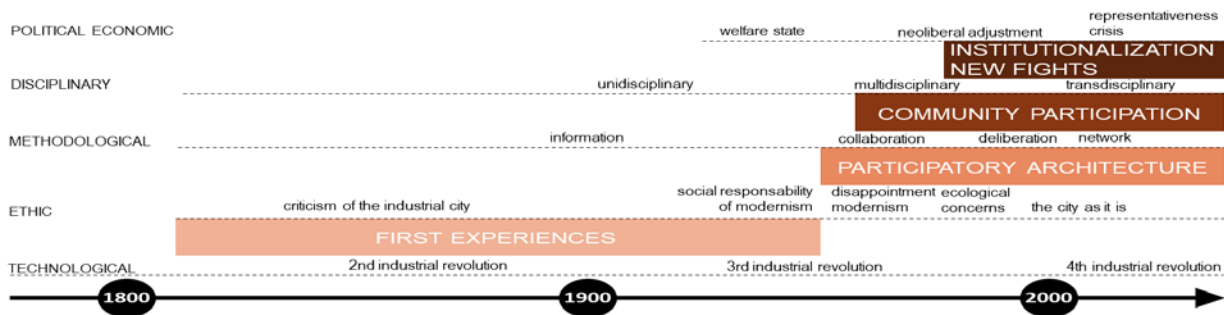 representativeness
POLITICAL ECONOMIC welfare state neoliberal adjustment crisis
INSTITUTIONALIZATION
NEW FIGHTS
DISCIPLINARY unidisciplinary multidisciplinary transdisciplinary
COMMUNITY PARTICIPATION
METHODOLOGICAL information collaboration deliberation network
PARTICIPATORY ARCHITECTURE
social responsability disappointment ecological
ETHIC criticism of the industrial city of modernism modernism concerns the city as it is
FIRST EXPERIENCES
TECHNOLOGICAL 2nd industrial revolution 3rd industrial revolution 4th industrial revolution
1800 1900 2000